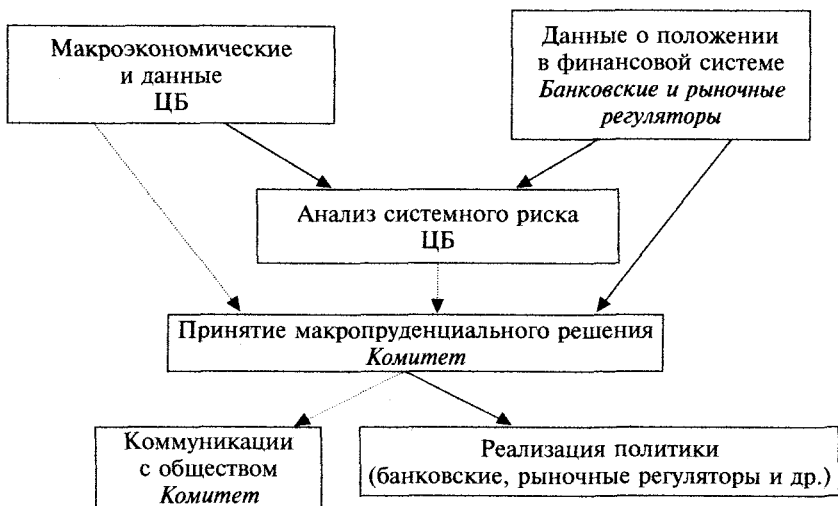 Макроэкономические
и данные
ЦБ
Данные о положении
в финансовой системе
Банковские и рыночные
регуляторы
Анализ системного риска
ЦБ
Принятие макропруденциального решения
Комитет
Коммуникации
с обществом
Комитет
Реализация политики
(банковские, рыночные регуляторы и др.)